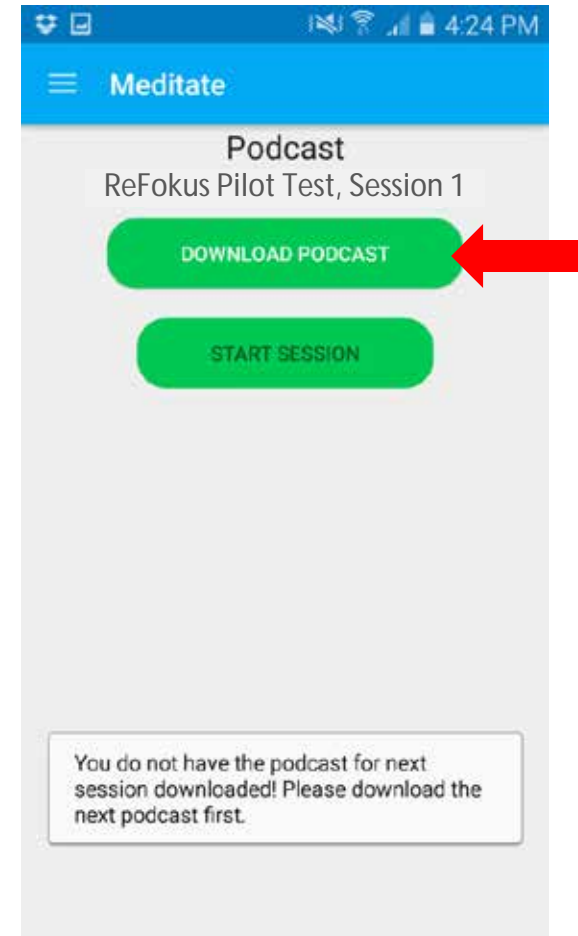 4:24 PM
Meditate
Podcast
ReFokus Pilot Test, Session 1
DOWNLOAD PODCAST
START SESSION
You do not have the podcast for next
session downloaded! Please download the
next podcast first.